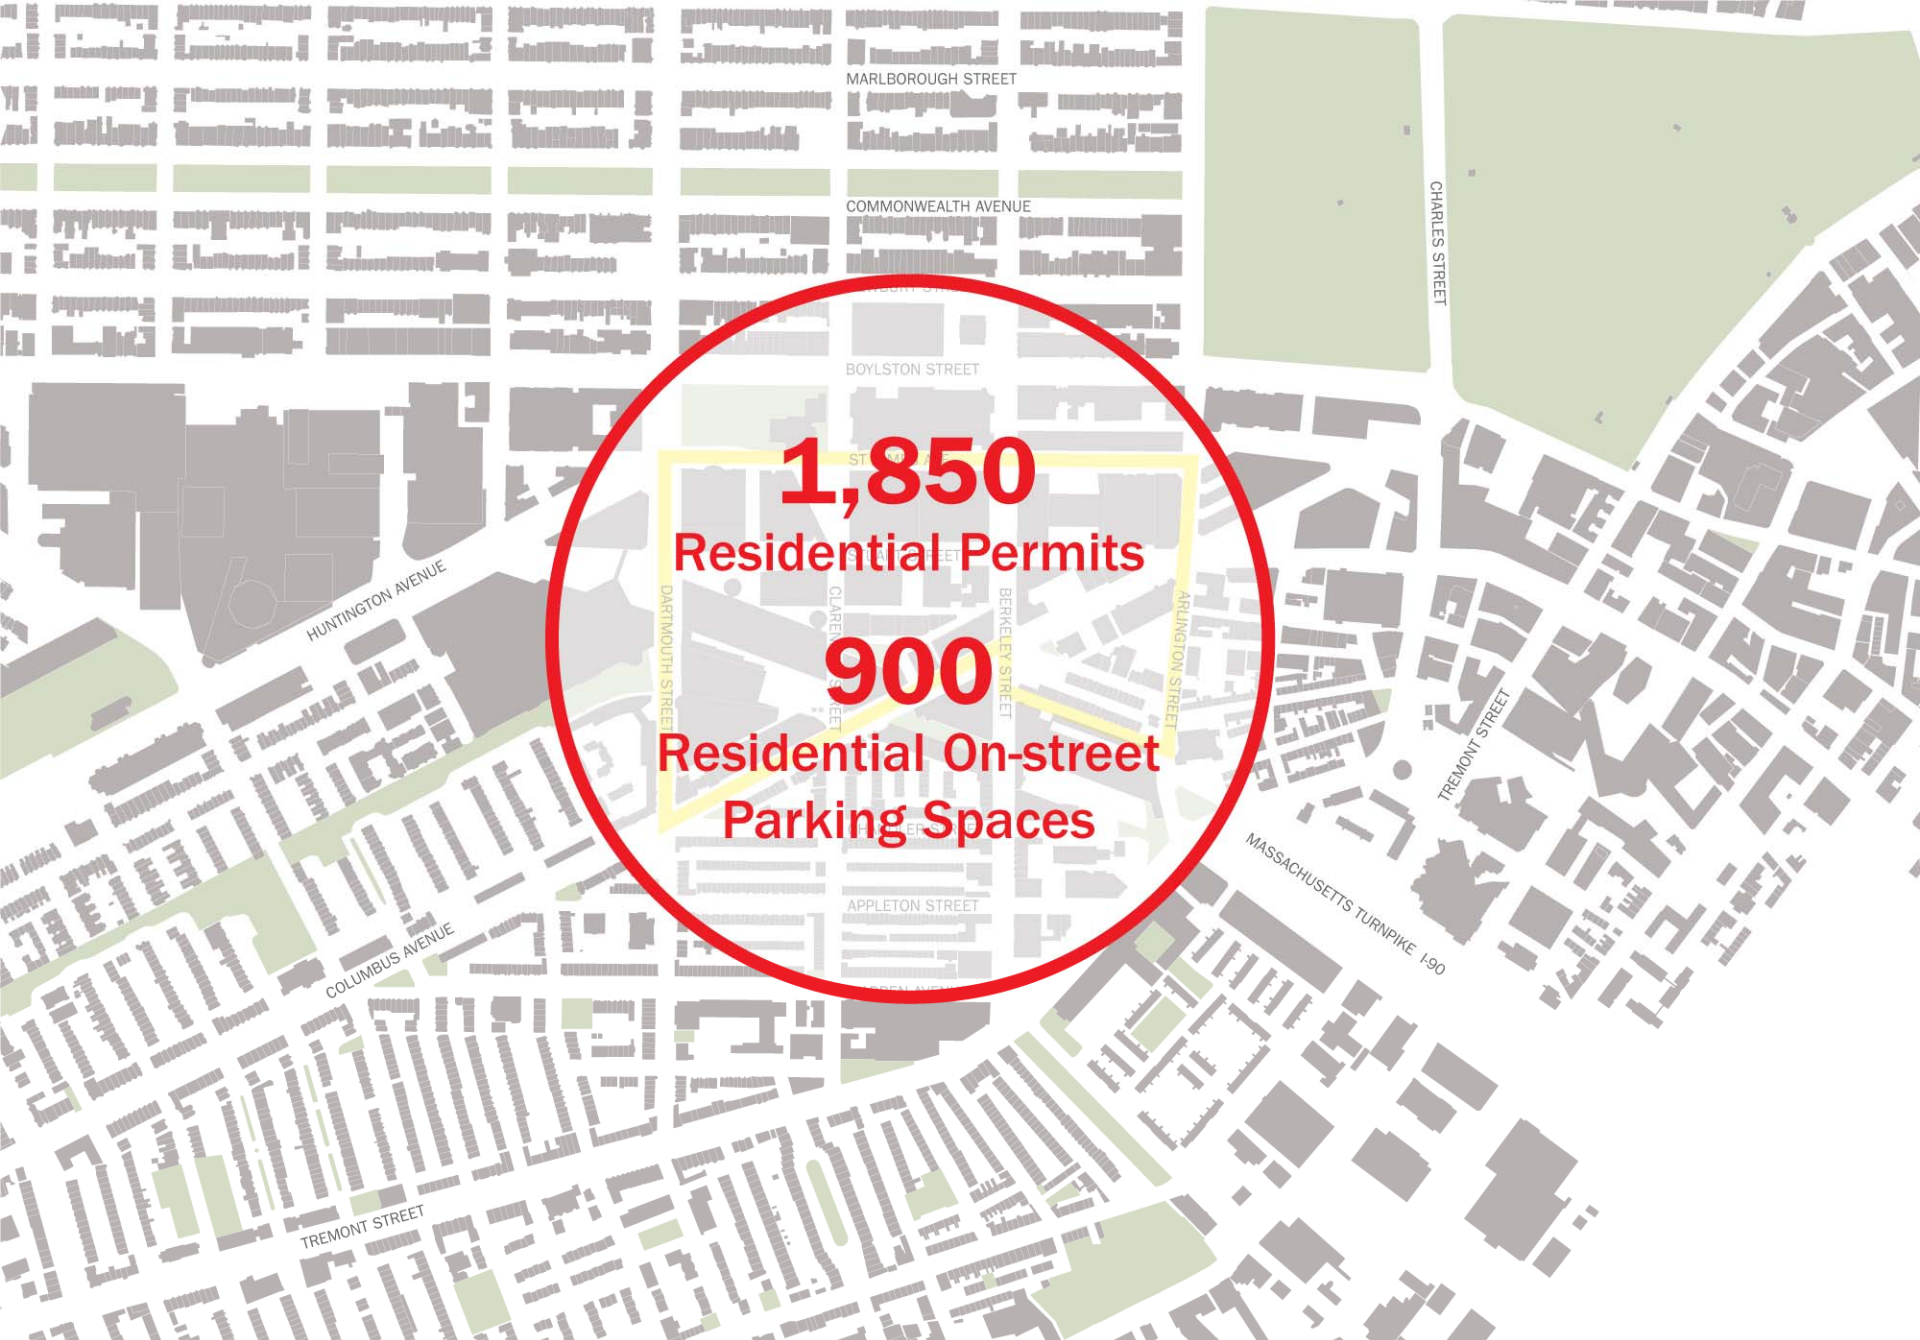 MARLBOROUGH STREET
COMMONWEALTH AVENUE
CHARLES STREET
BOYLSTON STREET
1,850
Residential Permits
HUNTINGTON AVENUE
DARTMOUTH STREET
STREET
BERKELEY STREET
ARLINGTON STREET
900
Residential On-street
Parking Spaces
TREMONT STREET
MASSACHUSETTS TURNPIKE I-90
APPLETON STREET
COLUMBUS AVENUE
TREMONT STREET